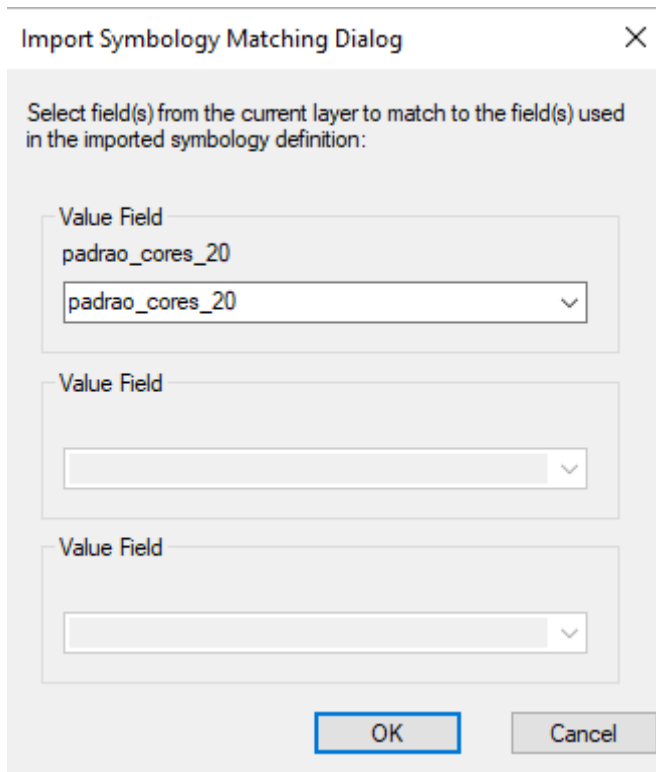 Import Symbology Matching Dialog
Select field(s) from the current layer to match to the field(s) used
in the imported symbology definition:
Value Field
padrao_cores_20
padrao_cores_20
Value Field
Value Field
OK
Cancel